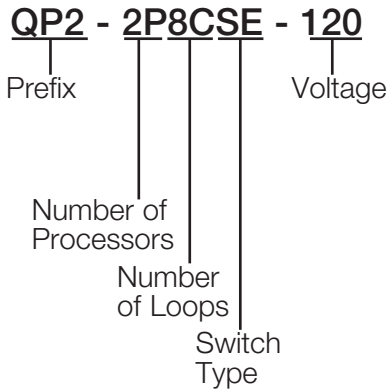 QP2 - 2P8CSE - 120
Prefix
Voltage
Number of
Processors
Number
of Loops
Switch
Type